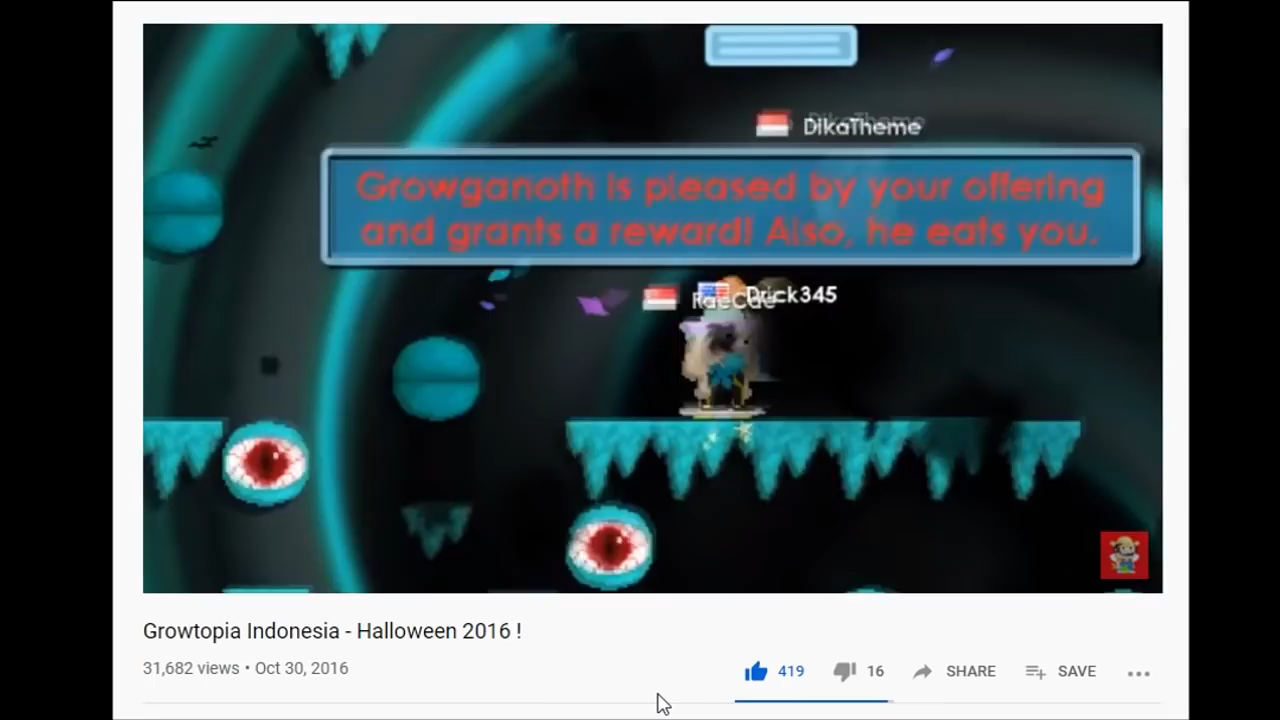 DikaTheme
Growganoth is pleased by your offering
and grants a reward! Also, he eats you.
RaeCae Drick345
Growtopia Indonesia - Halloween 2016 !
31,682 views • Oct 30, 2016
419 16 SHARE SAVE